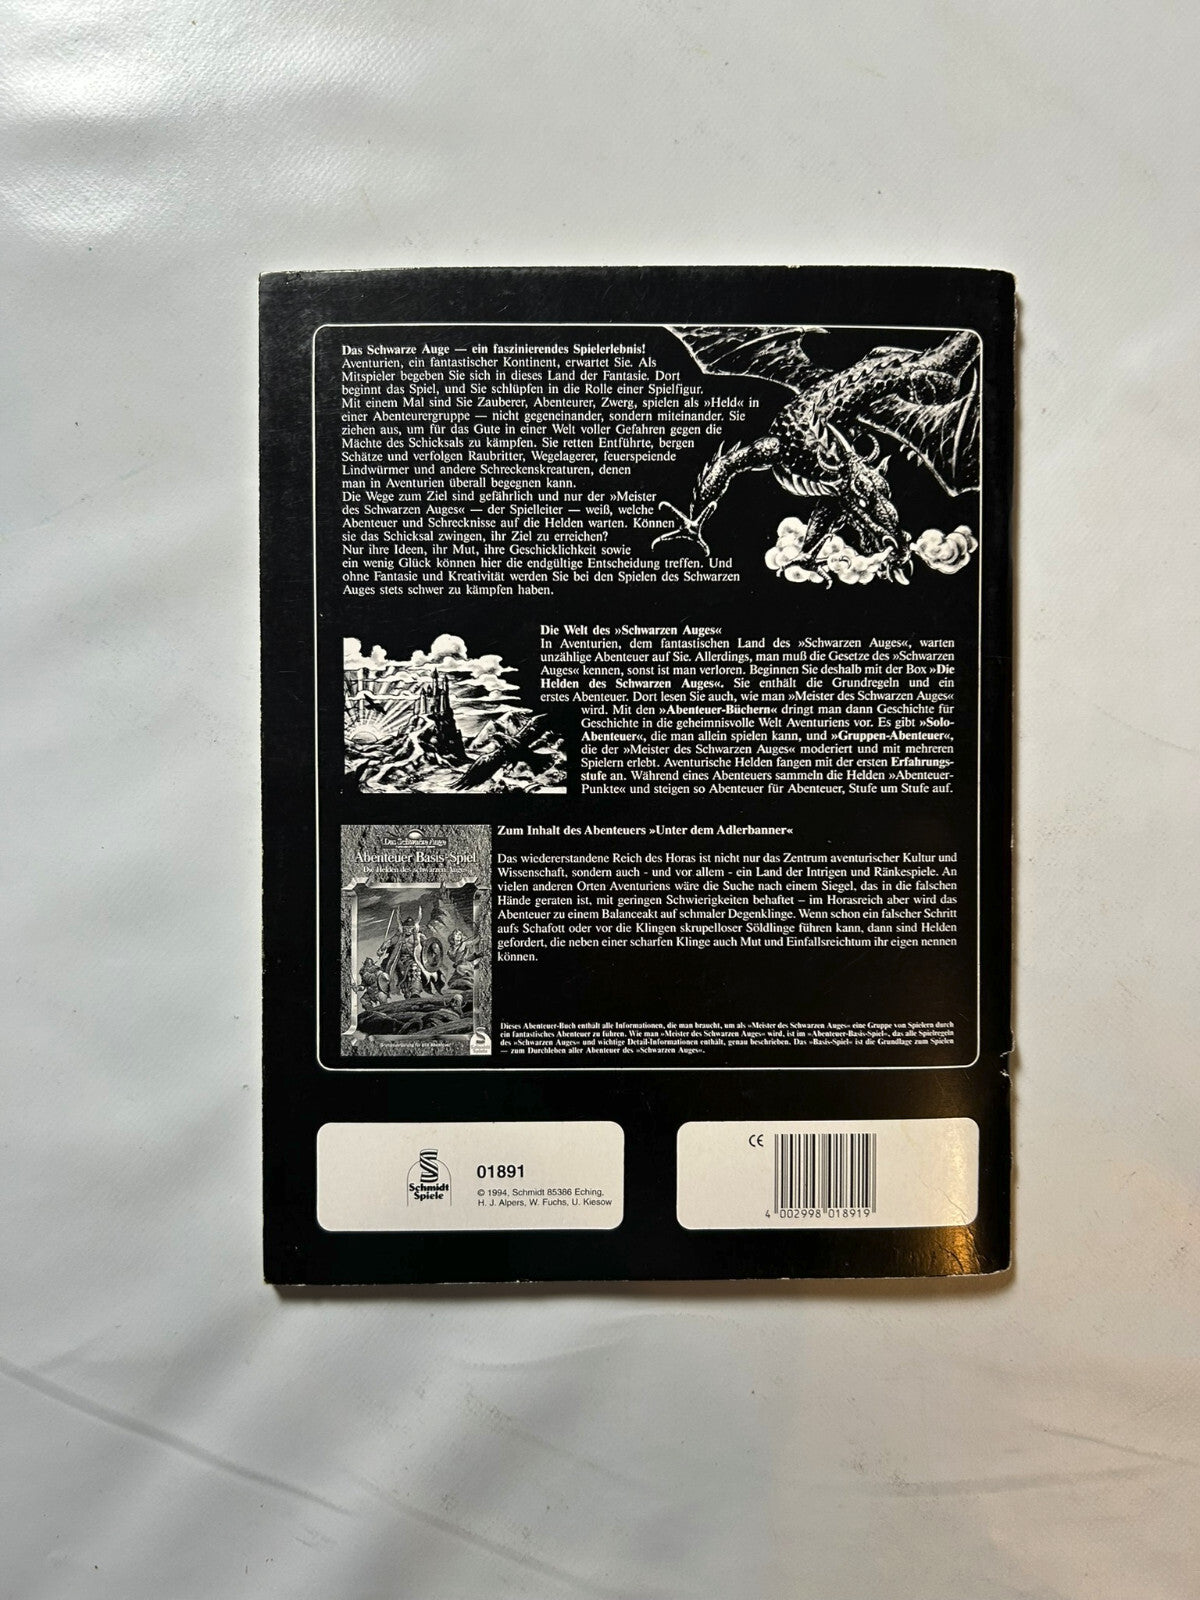 Das Schwarze Auge — ein faszinierendes Spielerlebnis!
Aventurien, ein fantastischer Kontinent, erwartet Sie. Als
Mitspieler begeben Sie sich in dieses Land der Fantasie. Dort
beginnt das Spiel, und Sie schlüpfen in die Rolle einer Spielfigur.
Mit einem Mal sind Sie Zauberer, Abenteurer, Zwerg, spielen als »Held« in
einer Abenteurergruppe — nicht gegeneinander, sondern miteinander. Sie
ziehen aus, um für das Gute in einer Welt voller Gefahren gegen die
Mächte des Schicksals zu kämpfen. Sie retten Entführte, bergen
Schätze und verfolgen Raubritter, Wegelagerer, feuerspeiende
Lindwürmer und andere Schreckenskreaturen, denen
man in Aventurien überall begegnen kann.
Die Wege zum Ziel sind gefährlich und nur der »Meister
des Schwarzen Auges« — der Spielleiter — weiß, welche
Abenteuer und Schrecknisse auf die Helden warten. Können
sie das Schicksal zwingen, ihr Ziel zu erreichen?
Nur ihre Ideen, ihr Mut, ihre Geschicklichkeit sowie
ein wenig Glück können hier die endgültige Entscheidung treffen. Und
ohne Fantasie und Kreativität werden Sie bei den Spielen des Schwarzen
Auges stets schwer zu kämpfen haben.
Die Welt des »Schwarzen Auges«
In Aventurien, dem fantastischen Land des »Schwarzen Auges«, warten
unzählige Abenteuer auf Sie. Allerdings, man muß die Gesetze des »Schwarzen
Auges« kennen, sonst ist man verloren. Beginnen Sie deshalb mit der Box »Die
Helden des Schwarzen Auges«. Sie enthält die Grundregeln und ein
erstes Abenteuer. Dort lesen Sie auch, wie man »Meister des Schwarzen Auges«
wird. Mit den »Abenteuer-Büchern« dringt man dann Geschichte für
Geschichte in die geheimnisvolle Welt Aventuriens vor. Es gibt »Solo-
Abenteuer«, die man allein spielen kann, und »Gruppen-Abenteuer«,
die der »Meister des Schwarzen Auges« moderiert und mit mehreren
Spielern erlebt. Aventurische Helden fangen mit der ersten Erfahrungs-
stufe an. Während eines Abenteuers sammeln die Helden »Abenteuer-
Punkte« und steigen so Abenteuer für Abenteuer, Stufe um Stufe auf.
Das Schwarze Auge
Abenteuer Basis-Spiel
Die Helden des schwarzen Auges
Schmidt
Spiele
Zum Inhalt des Abenteuers »Unter dem Adlerbanner«
Das wiedererstandene Reich des Horas ist nicht nur das Zentrum aventurischer Kultur und
Wissenschaft, sondern auch - und vor allem - ein Land der Intrigen und Ränkespiele. An
vielen anderen Orten Aventuriens wäre die Suche nach einem Siegel, das in die falschen
Hände geraten ist, mit geringen Schwierigkeiten behaftet – im Horasreich aber wird das
Abenteuer zu einem Balanceakt auf schmaler Degenklinge. Wenn schon ein falscher Schritt
aufs Schafott oder vor die Klingen skrupelloser Söldlinge führen kann, dann sind Helden
gefordert, die neben einer scharfen Klinge auch Mut und Einfallsreichtum ihr eigen nennen
können.
Dieses Abenteuer-Buch enthält alle Informationen, die man braucht, um als »Meister des Schwarzen Auges« eine Gruppe von Spielern durch
ein fantastisches Abenteuer zu führen. Wie man »Meister des Schwarzen Auges« wird, ist im »Abenteuer-Basis-Spiel«, das alle Spielregeln
des »Schwarzen Auges« und wichtige Detail-Informationen enthält, genau beschrieben. Das »Basis-Spiel« ist die Grundlage zum Spielen
— zum Durchleben aller Abenteuer des »Schwarzen Auges«.
Schmidt
Spiele
01891
© 1994, Schmidt 85386 Eching,
H. J. Alpers, W. Fuchs, U. Kiesow
CE
4 002998 018919